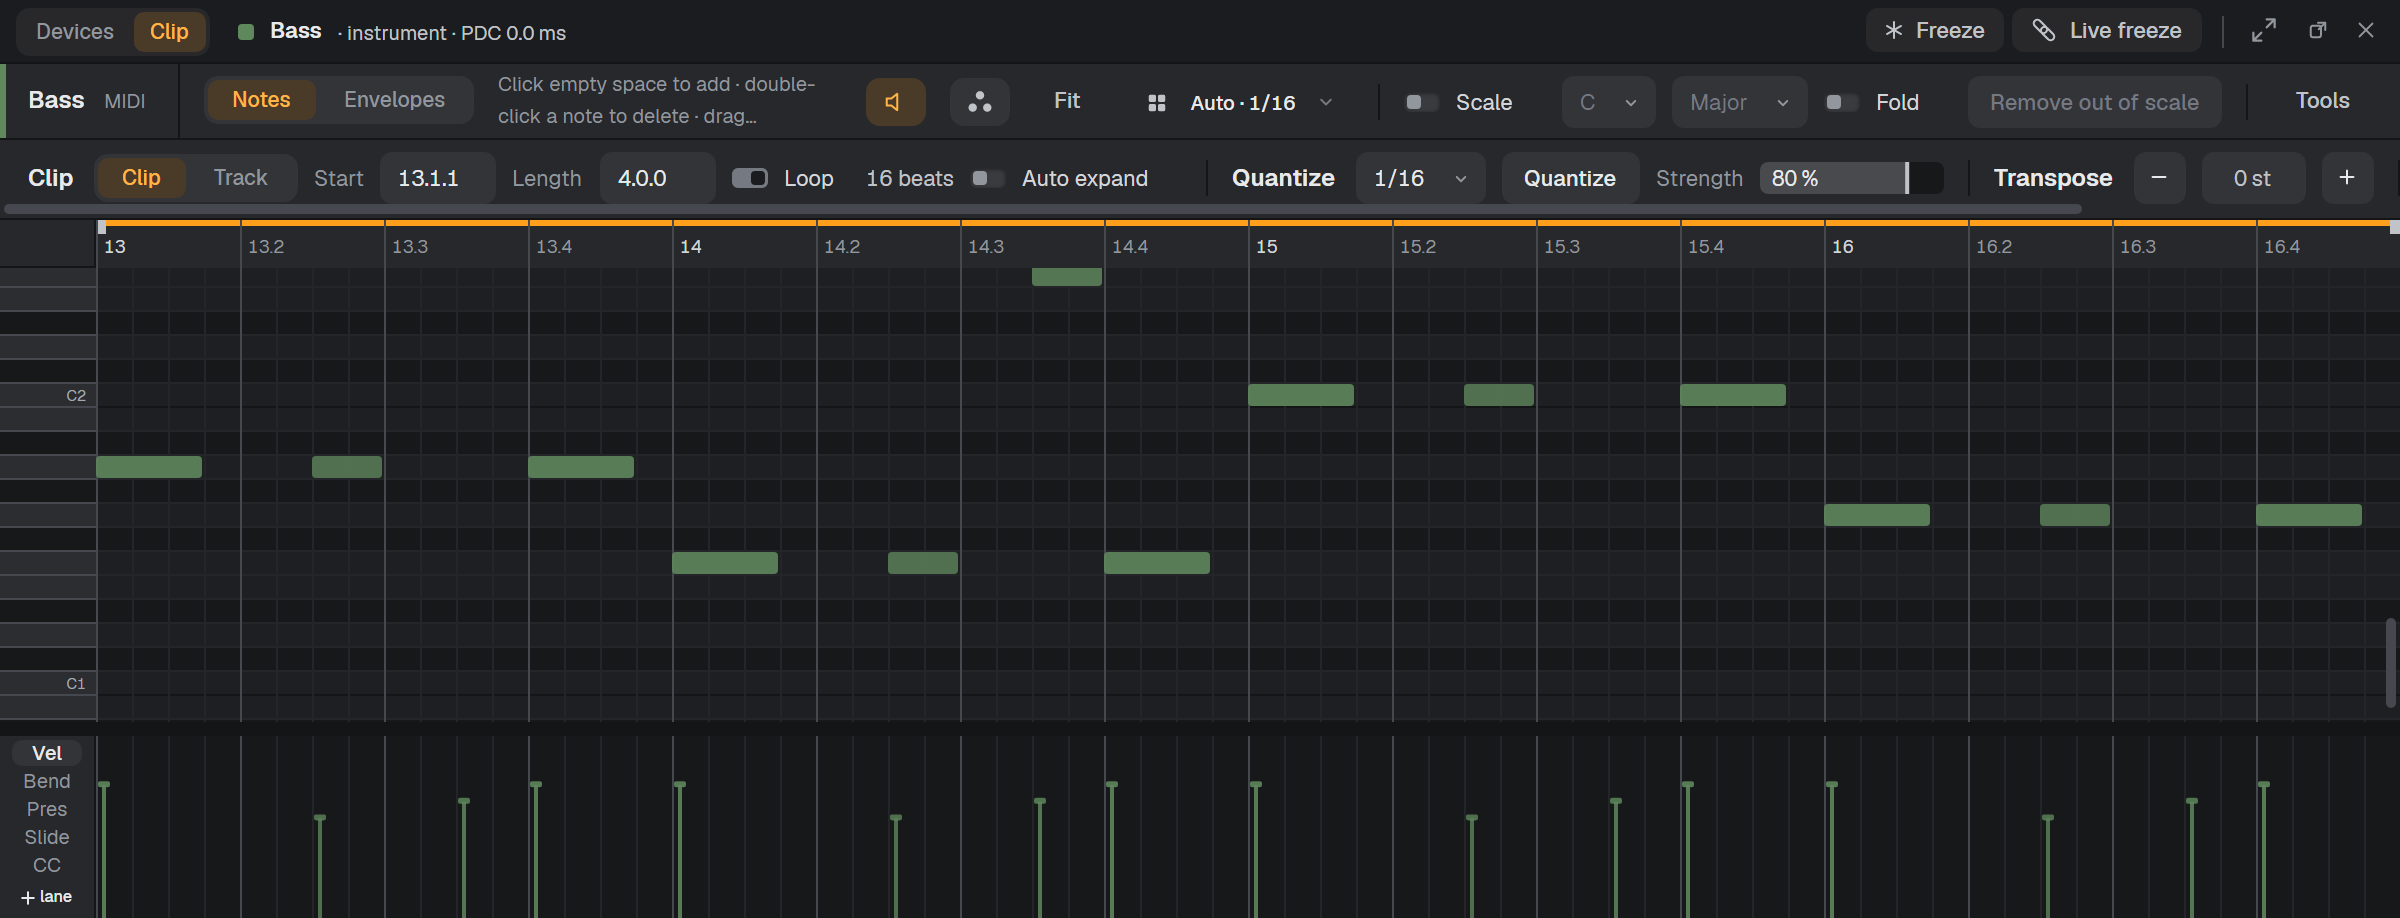 Devices Clip Bass · instrument · PDC 0.0 ms Freeze Live freeze
Bass MIDI Notes Envelopes Click empty space to add · double-
click a note to delete · drag... Fit Auto · 1/16 Scale C Major Fold Remove out of scale Tools
Clip Clip Track Start 13.1.1 Length 4.0.0 Loop 16 beats Auto expand Quantize 1/16 Quantize Strength 80 % Transpose − 0 st +
13 13.2 13.3 13.4 14 14.2 14.3 14.4 15 15.2 15.3 15.4 16 16.2 16.3 16.4
C2
C1
Vel
Bend
Pres
Slide
CC
+ lane